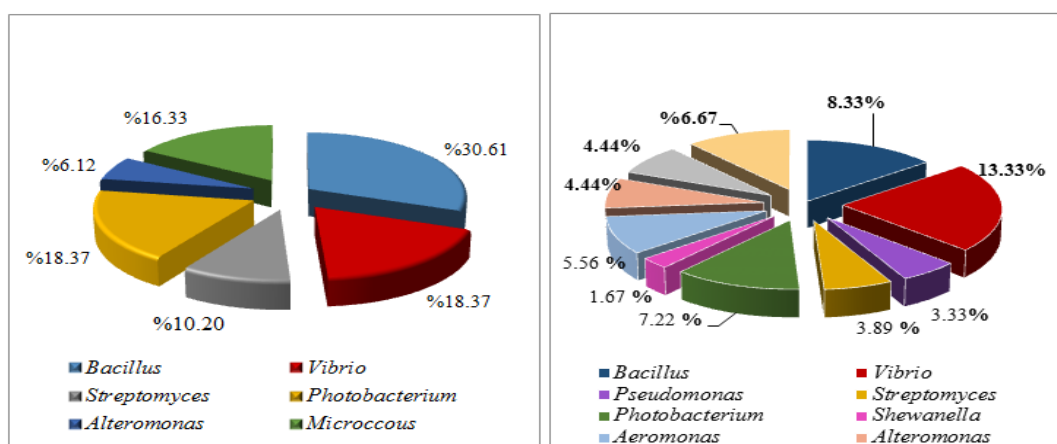 %16.33
%30.61
%6.12
%18.37
%18.37
%10.20
Bacillus Vibrio
Streptomyces Photobacterium
Alteromonas Microccous
%6.67 8.33%
4.44% 13.33%
4.44%
5.56 %
1.67 %
7.22 % 3.89 % 3.33%
Bacillus Vibrio
Pseudomonas Streptomyces
Photobacterium Shewanella
Aeromonas Alteromonas